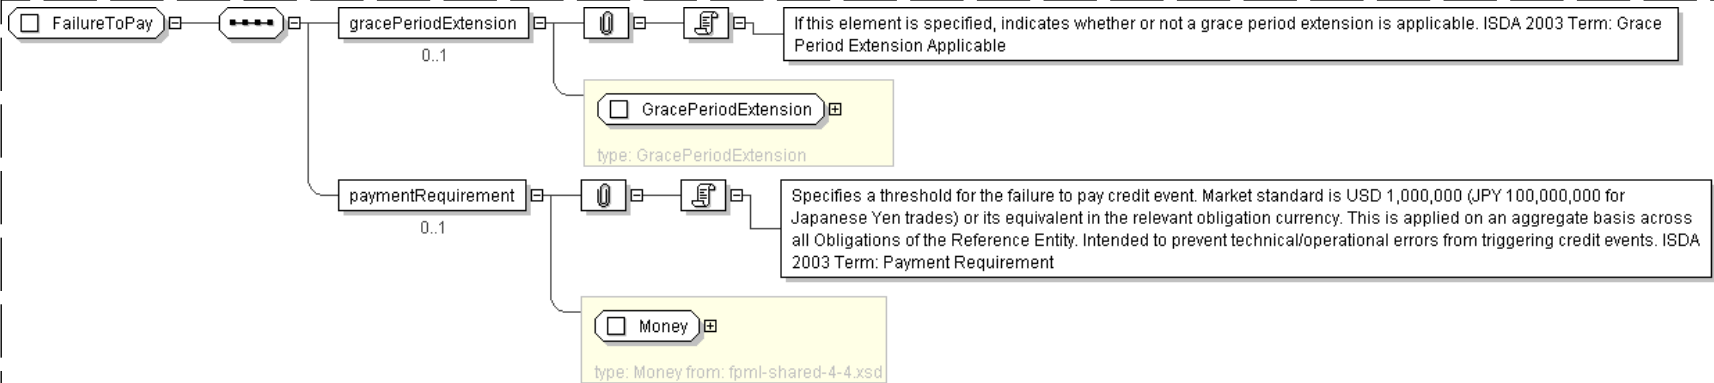 FailureToPay
gracePeriodExtension
0..1
If this element is specified, indicates whether or not a grace period extension is applicable. ISDA 2003 Term: Grace
Period Extension Applicable
GracePeriodExtension
type: GracePeriodExtension
paymentRequirement
0..1
Specifies a threshold for the failure to pay credit event. Market standard is USD 1,000,000 (JPY 100,000,000 for
Japanese Yen trades) or its equivalent in the relevant obligation currency. This is applied on an aggregate basis across
all Obligations of the Reference Entity. Intended to prevent technical/operational errors from triggering credit events. ISDA
2003 Term: Payment Requirement
Money
type: Money from: fpml-shared-4-4.xsd